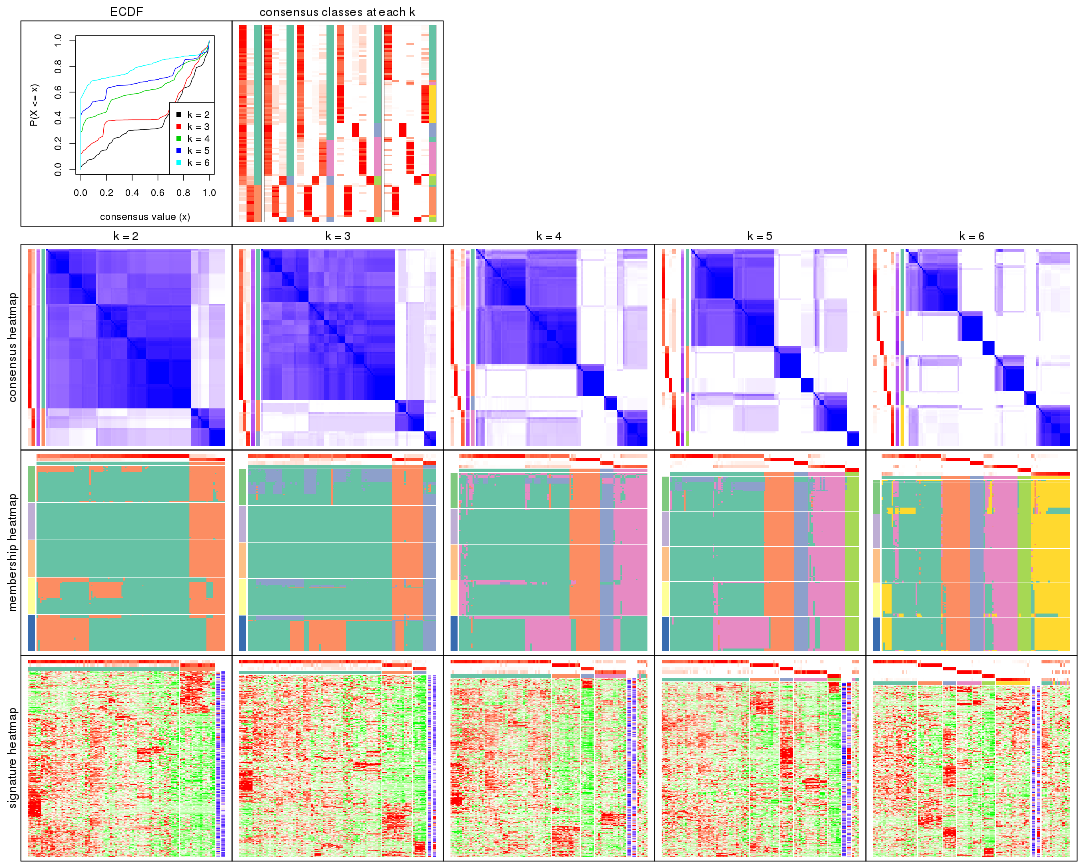 ECDF
consensus classes at each k
P(X <= x)
0.0 0.2 0.4 0.6 0.8 1.0
k = 2
k = 3
k = 4
k = 5
k = 6
0.0 0.2 0.4 0.6 0.8 1.0
consensus value (x)
k = 2
k = 3
k = 4
k = 5
k = 6
consensus heatmap
membership heatmap
signature heatmap